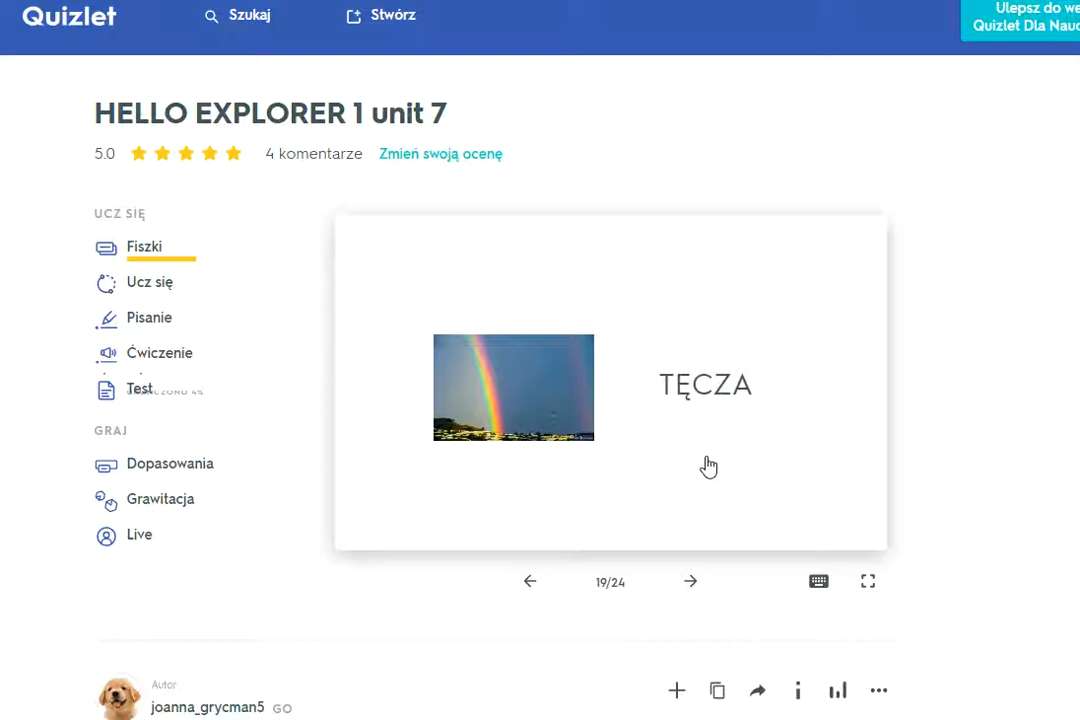 Quizlet
Szukaj
Stwórz
Ulepsz do we
Quizlet Dla Nauc
HELLO EXPLORER 1 unit 7
5.0
4 komentarze
Zmień swoją ocenę
UCZ SIĘ
Fiszki
Ucz się
Pisanie
Ćwiczenie
Test
GRAJ
Dopasowania
Grawitacja
Live
TĘCZA
19/24
Autor
joanna_grycman5 GO